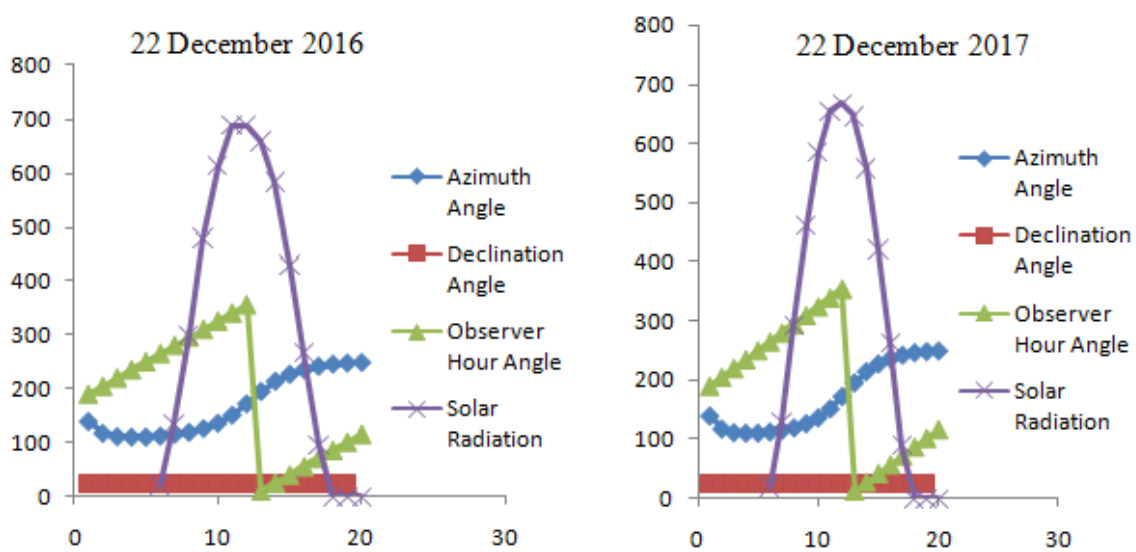 22 December 2016
800
700
600
500
400
300
200
100
0
0
10
20
30
Azimuth
Angle
Declination
Angle
Observer
Hour Angle
Solar
Radiation
22 December 2017
800
700
600
500
400
300
200
100
0
0
10
20
30
Azimuth
Angle
Declination
Angle
Observer
Hour Angle
Solar
Radiation